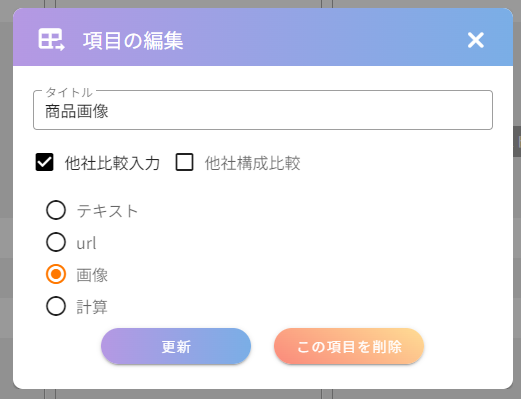 項目の編集
タイトル
商品画像
他社比較入力 他社構成比較
テキスト
url
画像
計算
更新 この項目を削除